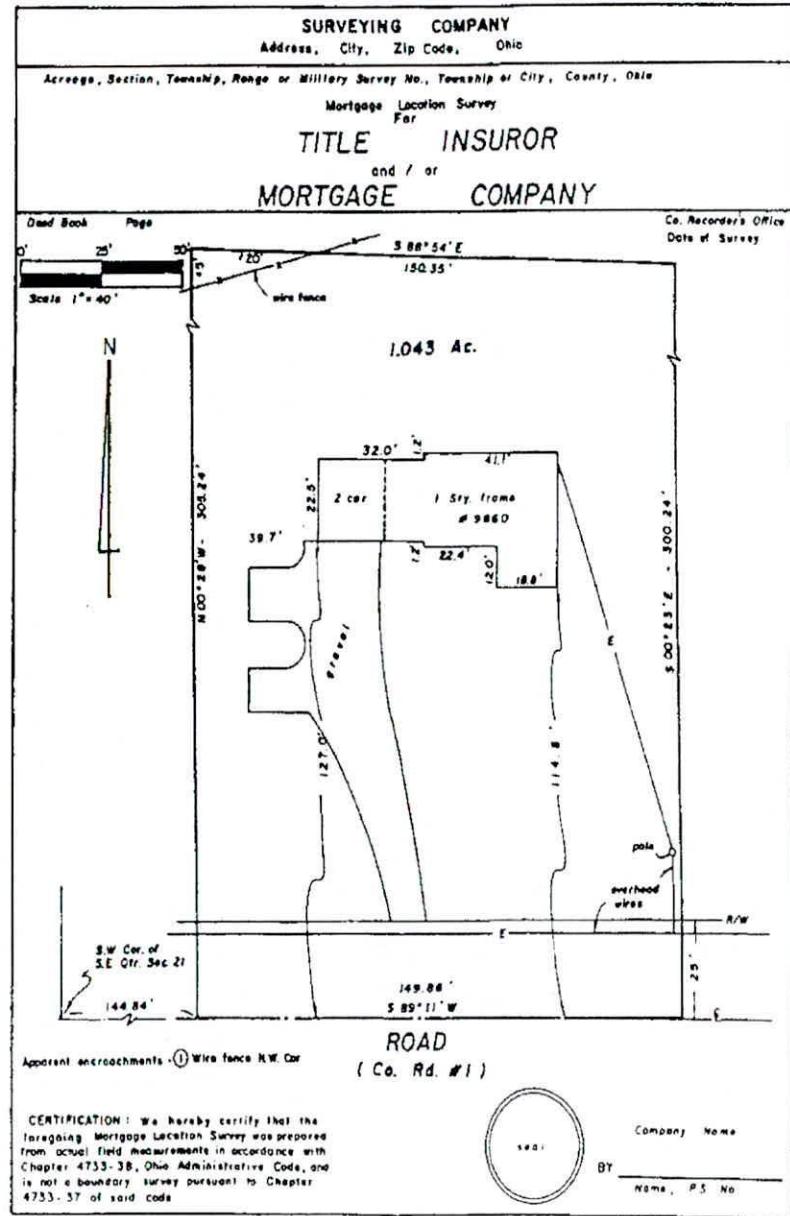 SURVEYING COMPANY
Address, City, Zip Code, Ohio
Acreage, Section, Township, Range or Military Survey No., Township or City, County, Ohio
Mortgage Location Survey
For
TITLE INSUROR
and / or
MORTGAGE COMPANY
Deed Book Page
Co. Recorder's Office
Date of Survey
0' 25' 50'
Scale 1" = 40'
45'
120'
wire fence
S 88°54' E
150.35'
N
1.043 Ac.
N 00°28'W - 305.24'
S 00°23'E - 300.24'
32.0'
1.2'
41.1'
22.5'
2 car
1 Sty. frame
# 9860
39.7'
1.2'
22.4'
12.0'
18.8'
gravel
E
127.0'
114.8'
pole
overhead
wires
R/W
E
25'
S.W. Cor. of
S.E. Qtr. Sec. 21
144.84'
149.86'
S 89°11' W
ROAD
( Co. Rd. #1 )
Apparent encroachments - 1 Wire fence N.W. Cor
CERTIFICATION : We hereby certify that the
foregoing Mortgage Location Survey was prepared
from actual field measurements in accordance with
Chapter 4733-38, Ohio Administrative Code, and
is not a boundary survey pursuant to Chapter
4733-37 of said code
seal
Company Name
BY
Name, P.S. No